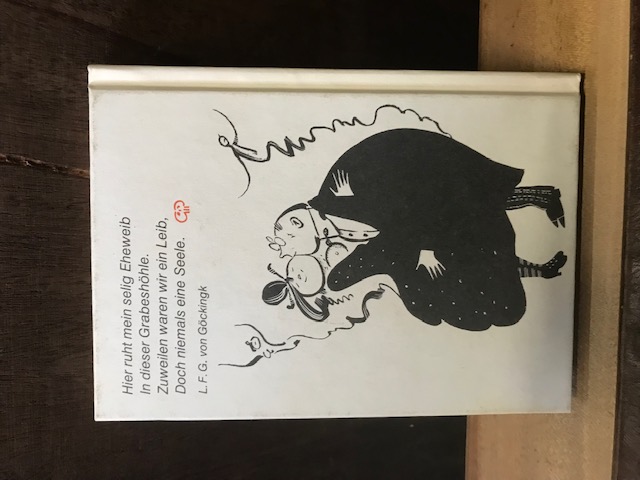 Hier ruht mein selig Eheweib
In dieser Grabeshöhle.
Zuweilen waren wir ein Leib,
Doch niemals eine Seele.
L. F. G. von Göckingk